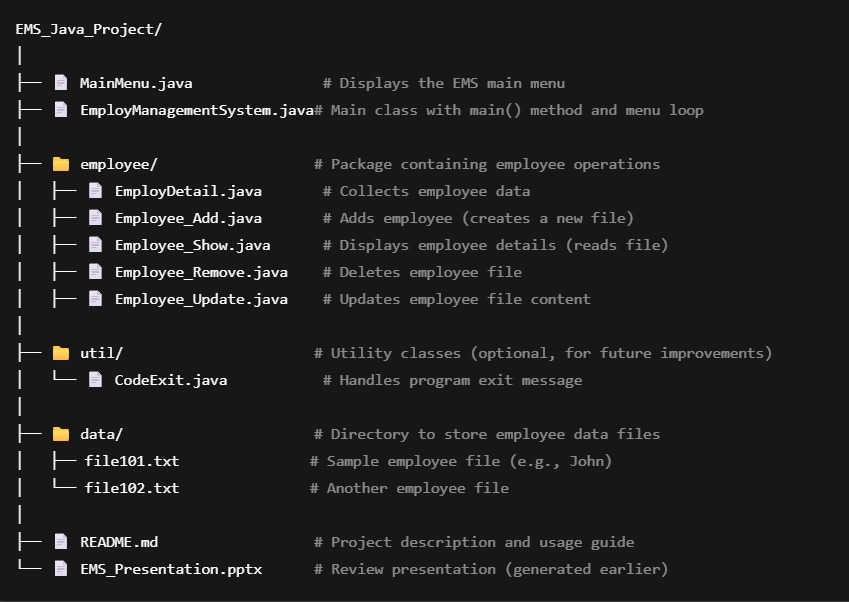 EMS_Java_Project/
│
├── 📄 MainMenu.java # Displays the EMS main menu
├── 📄 EmployManagementSystem.java# Main class with main() method and menu loop
│
├── 📁 employee/ # Package containing employee operations
│ ├── 📄 EmployDetail.java # Collects employee data
│ ├── 📄 Employee_Add.java # Adds employee (creates a new file)
│ ├── 📄 Employee_Show.java # Displays employee details (reads file)
│ ├── 📄 Employee_Remove.java # Deletes employee file
│ ├── 📄 Employee_Update.java # Updates employee file content
│
├── 📁 util/ # Utility classes (optional, for future improvements)
│ └── 📄 CodeExit.java # Handles program exit message
│
├── 📁 data/ # Directory to store employee data files
│ ├── file101.txt # Sample employee file (e.g., John)
│ └── file102.txt # Another employee file
│
├── 📄 README.md # Project description and usage guide
└── 📄 EMS_Presentation.pptx # Review presentation (generated earlier)